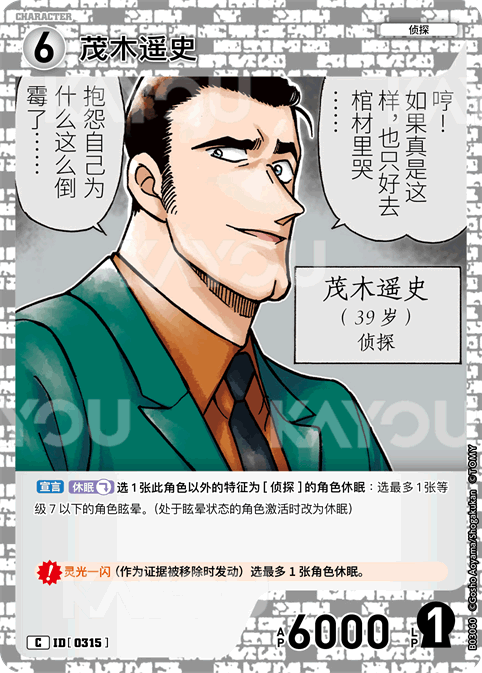 CHARACTER
侦探
6
茂木遥史
哼！
如果真是这
样，也只好去
棺材里哭
……
抱怨自己为
什么这么倒
霉了……
KAYOU
茂木遥史
（39岁）
侦探
KAYOU
KAYOU
宣言 休眠 选1张此角色以外的特征为［侦探］的角色休眠：选最多1张等
级7以下的角色眩晕。（处于眩晕状态的角色激活时改为休眠）
灵光一闪 （作为证据被移除时发动）选最多1张角色休眠。
C ID［0315］
AP 6000
LP 1
B03060 ©Gosho Aoyama/Shogakukan ©TOMY